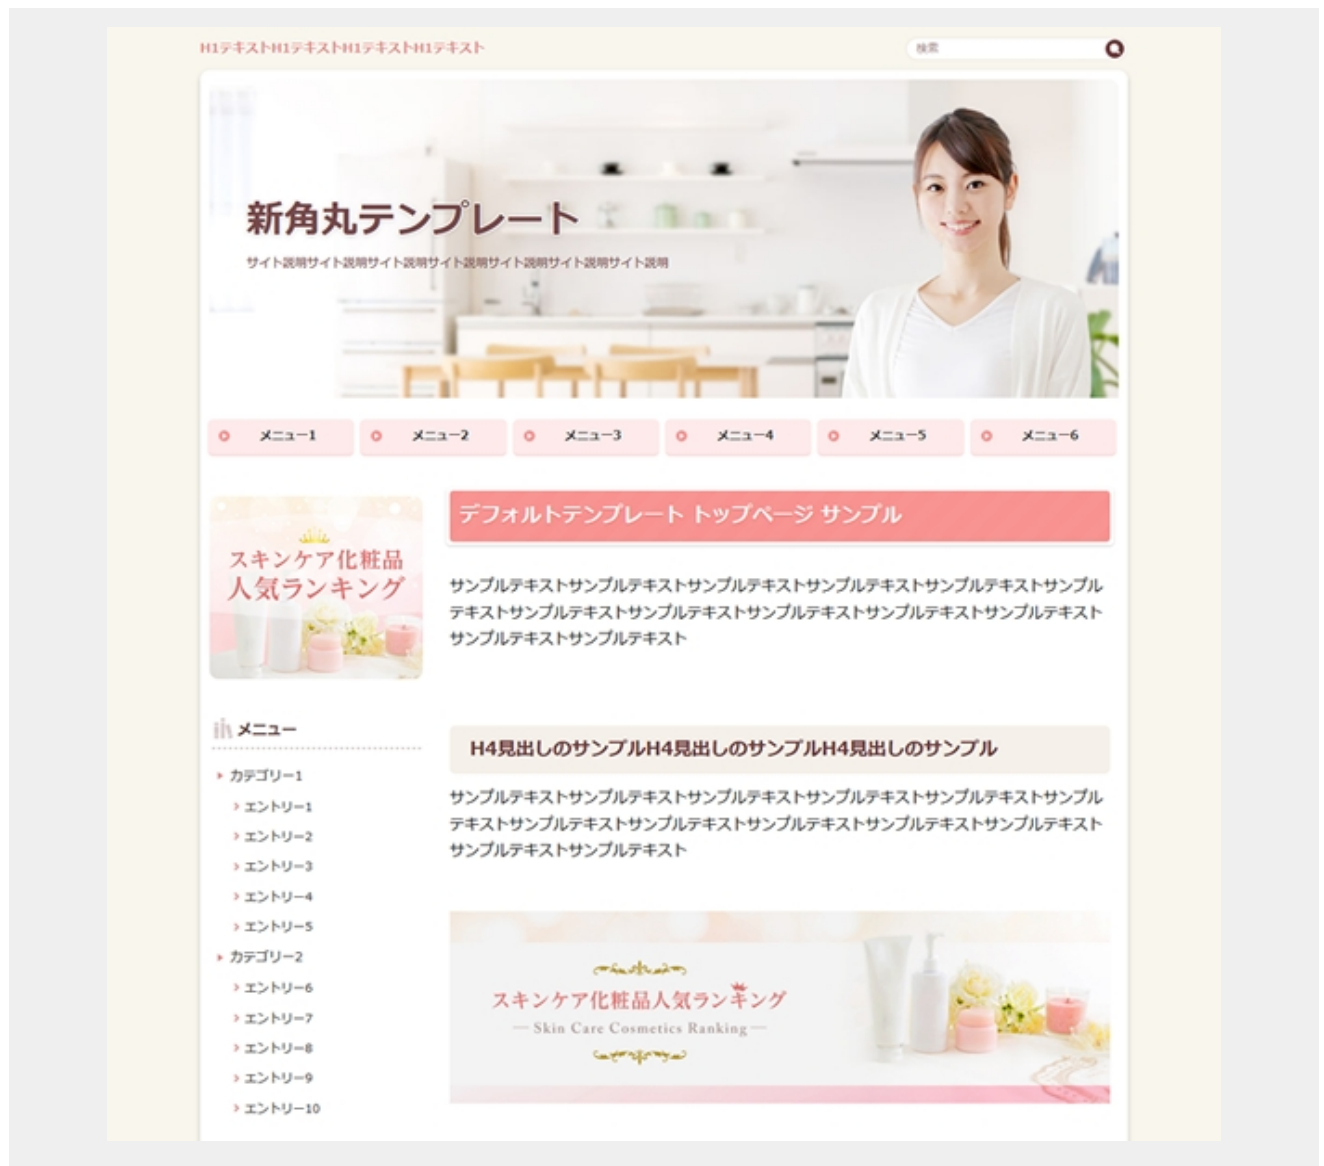 H1テキストH1テキストH1テキストH1テキスト
検索
新角丸テンプレート
サイト説明サイト説明サイト説明サイト説明サイト説明サイト説明サイト説明
メニュー1
メニュー2
メニュー3
メニュー4
メニュー5
メニュー6
スキンケア化粧品
人気ランキング
メニュー
カテゴリー1
エントリー1
エントリー2
エントリー3
エントリー4
エントリー5
カテゴリー2
エントリー6
エントリー7
エントリー8
エントリー9
エントリー10
デフォルトテンプレート トップページ サンプル
サンプルテキストサンプルテキストサンプルテキストサンプルテキストサンプルテキストサンプル
テキストサンプルテキストサンプルテキストサンプルテキストサンプルテキストサンプルテキスト
サンプルテキストサンプルテキスト
H4見出しのサンプルH4見出しのサンプルH4見出しのサンプル
サンプルテキストサンプルテキストサンプルテキストサンプルテキストサンプルテキストサンプル
テキストサンプルテキストサンプルテキストサンプルテキストサンプルテキストサンプルテキスト
サンプルテキストサンプルテキスト
スキンケア化粧品人気ランキング
— Skin Care Cosmetics Ranking —